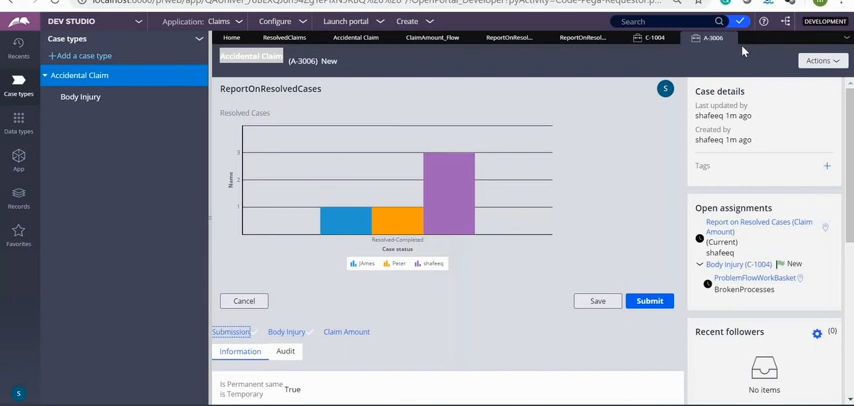 DEV STUDIO
Application: Claims
Configure
Launch portal
Create
Search
DEVELOPMENT
Recents
Case types
Data types
App
Records
Favorites
Case types
+Add a case type
Accidental Claim
Body Injury
Home
ResolvedClaims
Accidental Claim
ClaimAmount_Flow
ReportOnResol...
ReportOnResol...
C-1004
A-3006
Accidental Claim (A-3006) New
Actions
ReportOnResolvedCases
S
Resolved Cases
Name
3
2
1
Resolved-Completed
Case status
jAmes
Peter
shafeeq
Cancel
Save
Submit
Submission
Body Injury
Claim Amount
Information
Audit
Is Permanent same
is Temporary
True
Case details
Last updated by
shafeeq 1m ago
Created by
shafeeq 1m ago
Tags
Open assignments
Report on Resolved Cases (Claim
Amount)
(Current)
shafeeq
Body Injury (C-1004) New
ProblemFlowWorkBasket
BrokenProcesses
Recent followers
(0)
No items
S